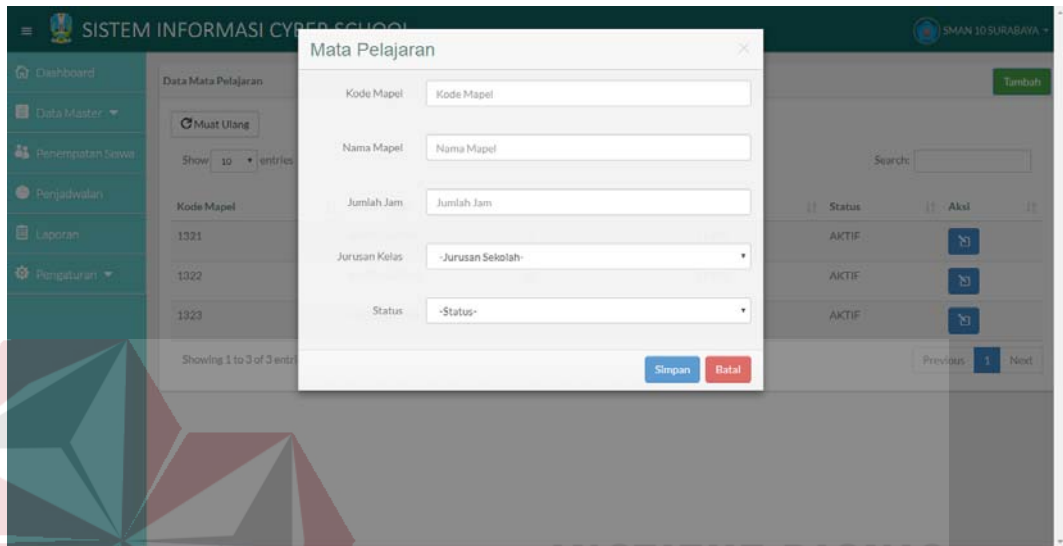 SISTEM INFORMASI CYBER SCHOOL
SMAN 10 SURABAYA
Dashboard
Data Master
Penempatan Siswa
Penjadwalan
Laporan
Pengaturan
Data Mata Pelajaran
Tambah
Muat Ulang
Show 10 entries
Search:
Kode Mapel
Status
Aksi
1321
AKTIF
1322
AKTIF
1323
AKTIF
Showing 1 to 3 of 3 entri
Previous 1 Next
Mata Pelajaran
×
Kode Mapel
Kode Mapel
Nama Mapel
Nama Mapel
Jumlah Jam
Jumlah Jam
Jurusan Kelas
-Jurusan Sekolah-
Status
-Status-
Simpan
Batal